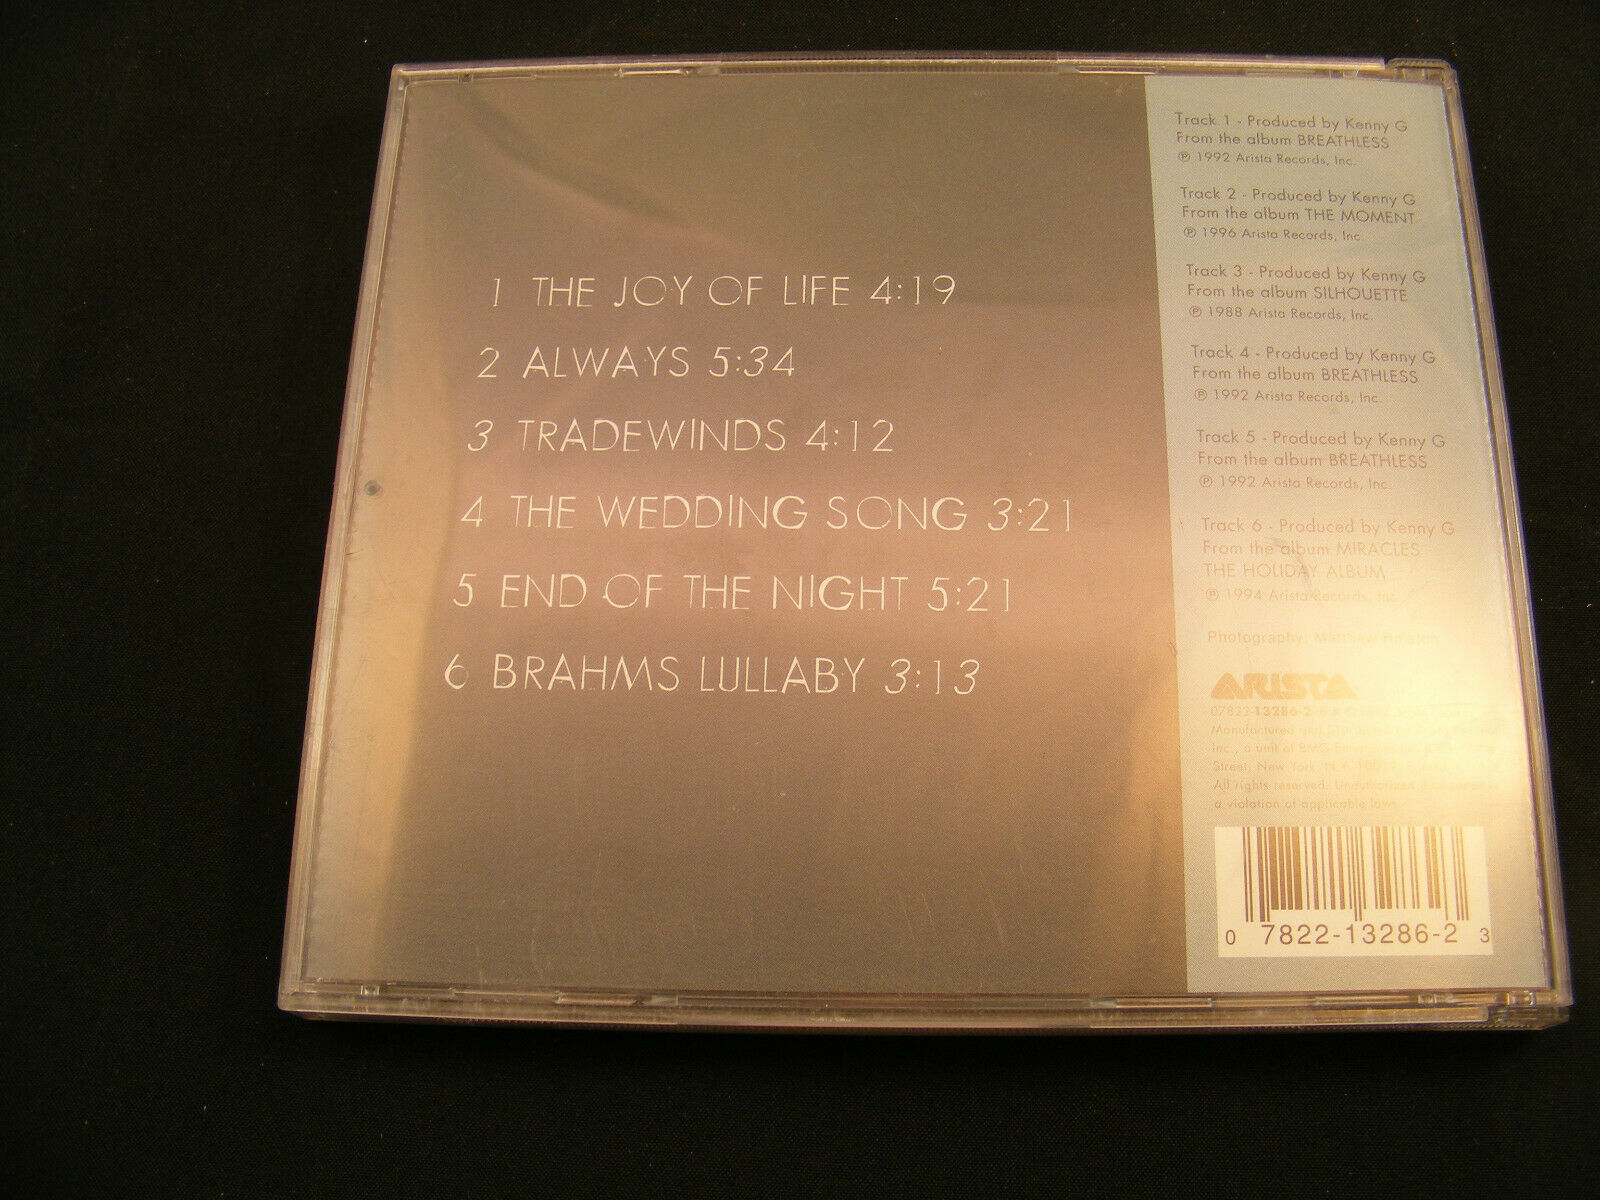 1 THE JOY OF LIFE 4:19
2 ALWAYS 5:34
3 TRADEWINDS 4:12
4 THE WEDDING SONG 3:21
5 END OF THE NIGHT 5:21
6 BRAHMS LULLABY 3:13
Track 1 - Produced by Kenny G
From the album BREATHLESS
℗ 1992 Arista Records, Inc.
Track 2 - Produced by Kenny G
From the album THE MOMENT
℗ 1996 Arista Records, Inc.
Track 3 - Produced by Kenny G
From the album SILHOUETTE
℗ 1988 Arista Records, Inc.
Track 4 - Produced by Kenny G
From the album BREATHLESS
℗ 1992 Arista Records, Inc.
Track 5 - Produced by Kenny G
From the album BREATHLESS
℗ 1992 Arista Records, Inc.
Track 6 - Produced by Kenny G
From the album MIRACLES
THE HOLIDAY ALBUM
℗ 1994 Arista Records, Inc.
Photography: Matthew Rolston
ARISTA
07822-13286-2
Manufactured and
Inc., a unit of BMG
Street, New York, N.Y.
All rights reserved. Unauthorized
a violation of applicable laws
0 7822-13286-2 3